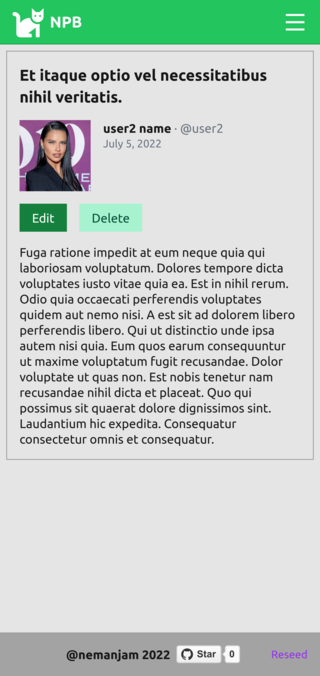 NPB
Et itaque optio vel necessitatibus
nihil veritatis.
user2 name · @user2
July 5, 2022
Edit Delete
Fuga ratione impedit at eum neque quia qui
laboriosam voluptatum. Dolores tempore dicta
voluptates iusto vitae quia ea. Est in nihil rerum.
Odio quia occaecati perferendis voluptates
quidem aut nemo nisi. A est sit ad dolorem libero
perferendis libero. Qui ut distinctio unde ipsa
autem nisi quia. Eum quos earum consequuntur
ut maxime voluptatum fugit recusandae. Dolor
voluptate ut quas non. Est nobis tenetur nam
recusandae nihil dicta et placeat. Quo qui
possimus sit quaerat dolore dignissimos sint.
Laudantium hic expedita. Consequatur
consectetur omnis et consequatur.
@nemanjam 2022 Star 0 Reseed